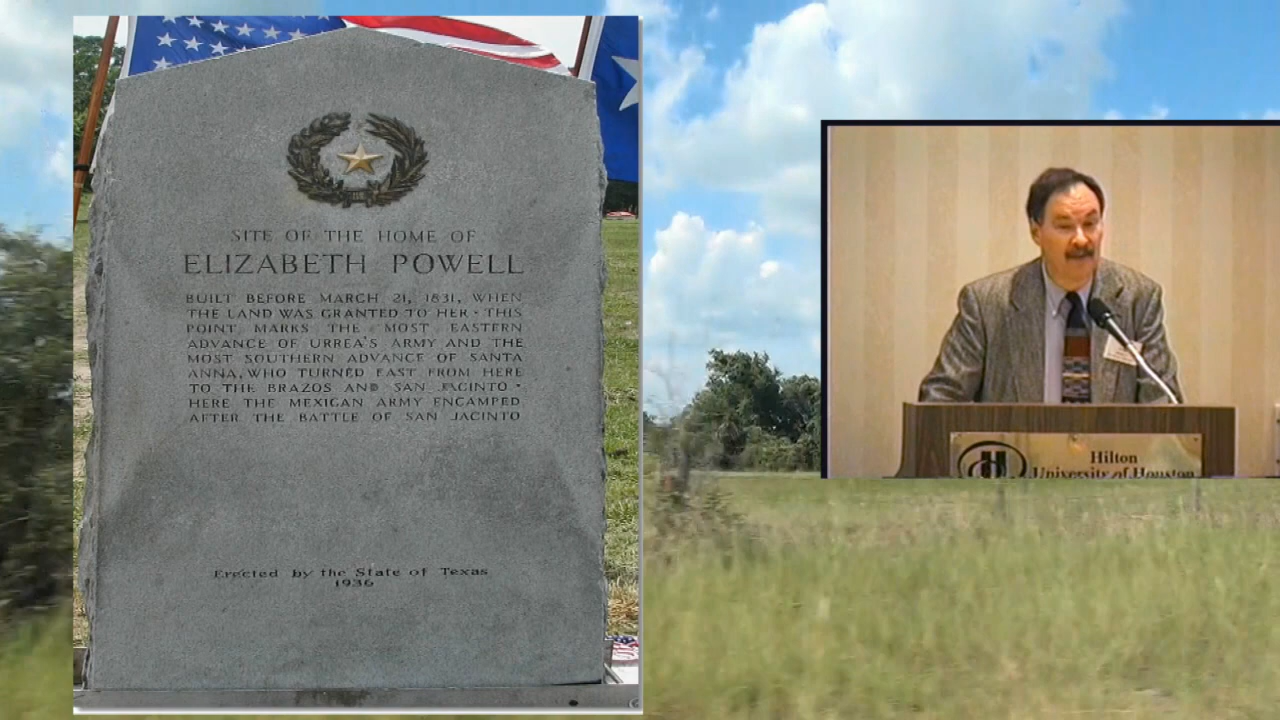 SITE OF THE HOME OF
ELIZABETH POWELL
BUILT BEFORE MARCH 21, 1831, WHEN
THE LAND WAS GRANTED TO HER • THIS
POINT MARKS THE MOST EASTERN
ADVANCE OF URREA'S ARMY AND THE
MOST SOUTHERN ADVANCE OF SANTA
ANNA, WHO TURNED EAST FROM HERE
TO THE BRAZOS AND SAN JACINTO •
HERE THE MEXICAN ARMY ENCAMPED
AFTER THE BATTLE OF SAN JACINTO
Erected by the State of Texas
1936
Hilton
University of Houston